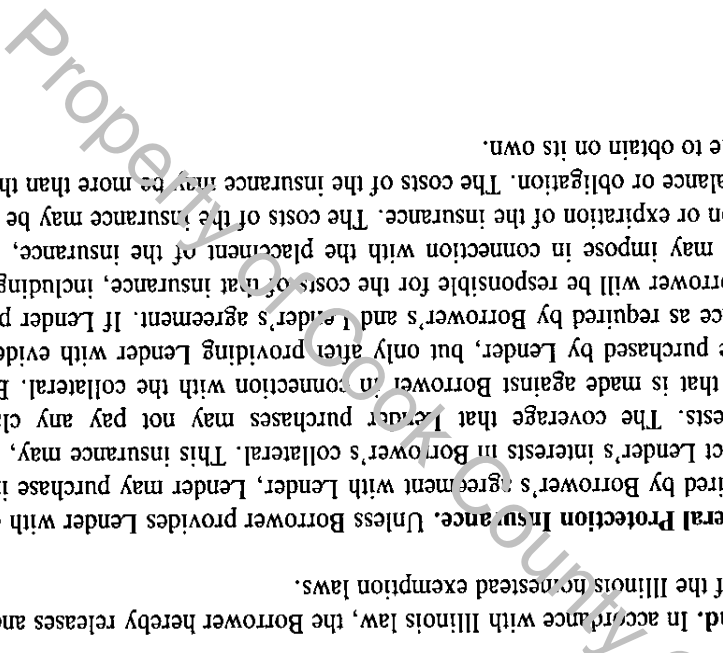 nd. In accordance with Illinois law, the Borrower hereby releases and
f the Illinois homestead exemption laws.
eral Protection Insurance. Unless Borrower provides Lender with
ired by Borrower's agreement with Lender, Lender may purchase i
ct Lender's interests in Borrower's collateral. This insurance may,
ests. The coverage that Lender purchases may not pay any cla
that is made against Borrower in connection with the collateral. B
e purchased by Lender, but only after providing Lender with evide
ce as required by Borrower's and Lender's agreement. If Lender p
orrower will be responsible for the costs of that insurance, including
may impose in connection with the placement of the insurance,
n or expiration of the insurance. The costs of the insurance may be
alance or obligation. The costs of the insurance may be more than th
e to obtain on its own.
Property of Cook County